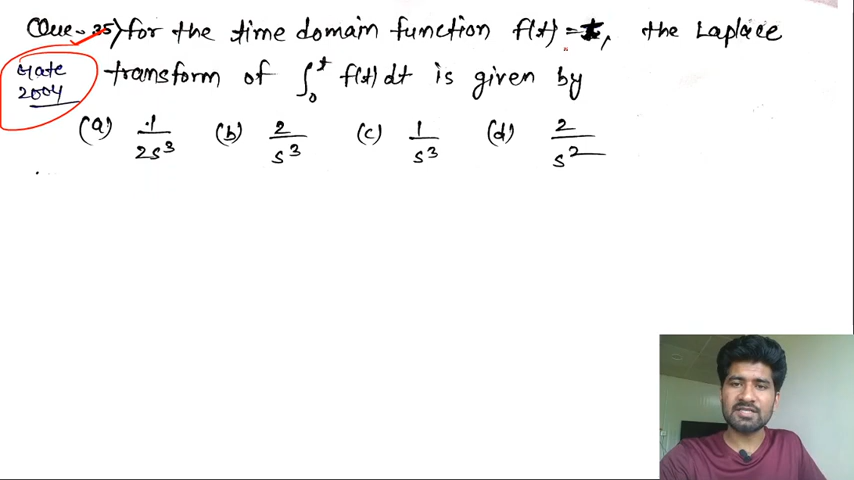 Que-35) for the time domain function f(t) = t, the Laplace
Gate 2004
transform of ∫₀ᵗ f(t) dt is given by
(a) 1/2s³ (b) 2/s³ (c) 1/s³ (d) 2/s²